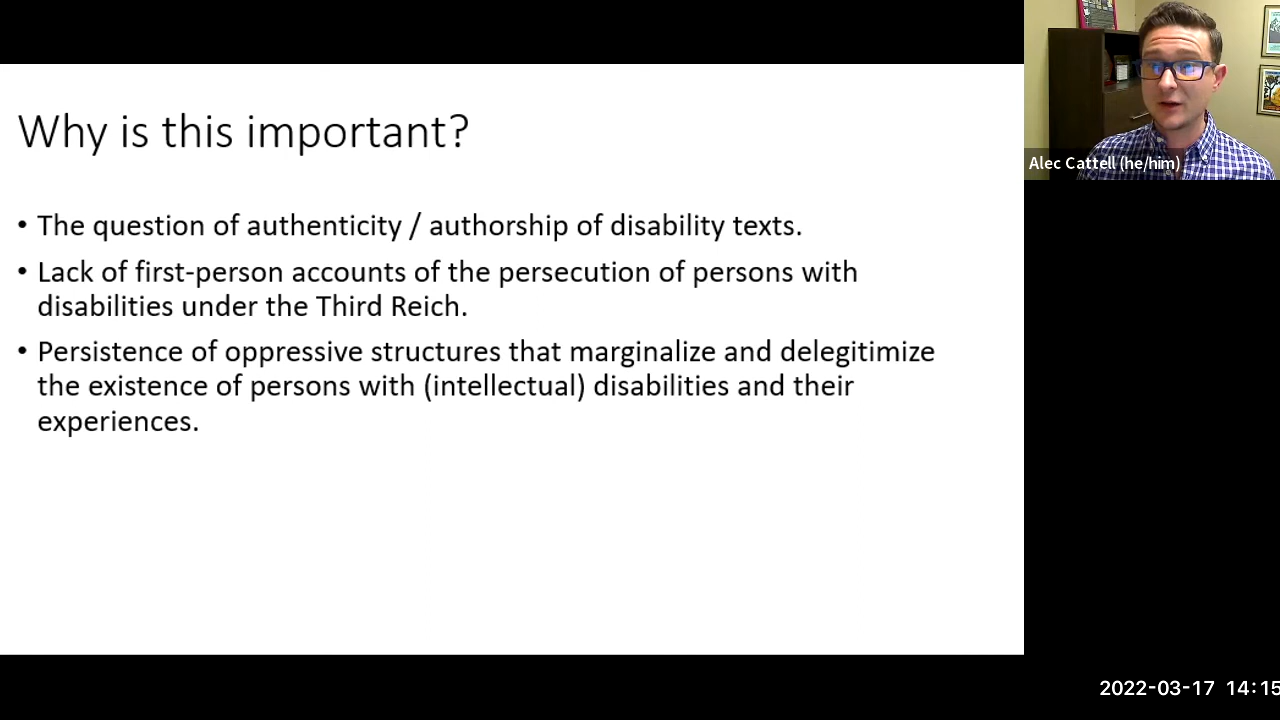 Why is this important?
• The question of authenticity / authorship of disability texts.
• Lack of first-person accounts of the persecution of persons with
disabilities under the Third Reich.
• Persistence of oppressive structures that marginalize and delegitimize
the existence of persons with (intellectual) disabilities and their
experiences.
Alec Cattell (he/him)
2022-03-17 14:15